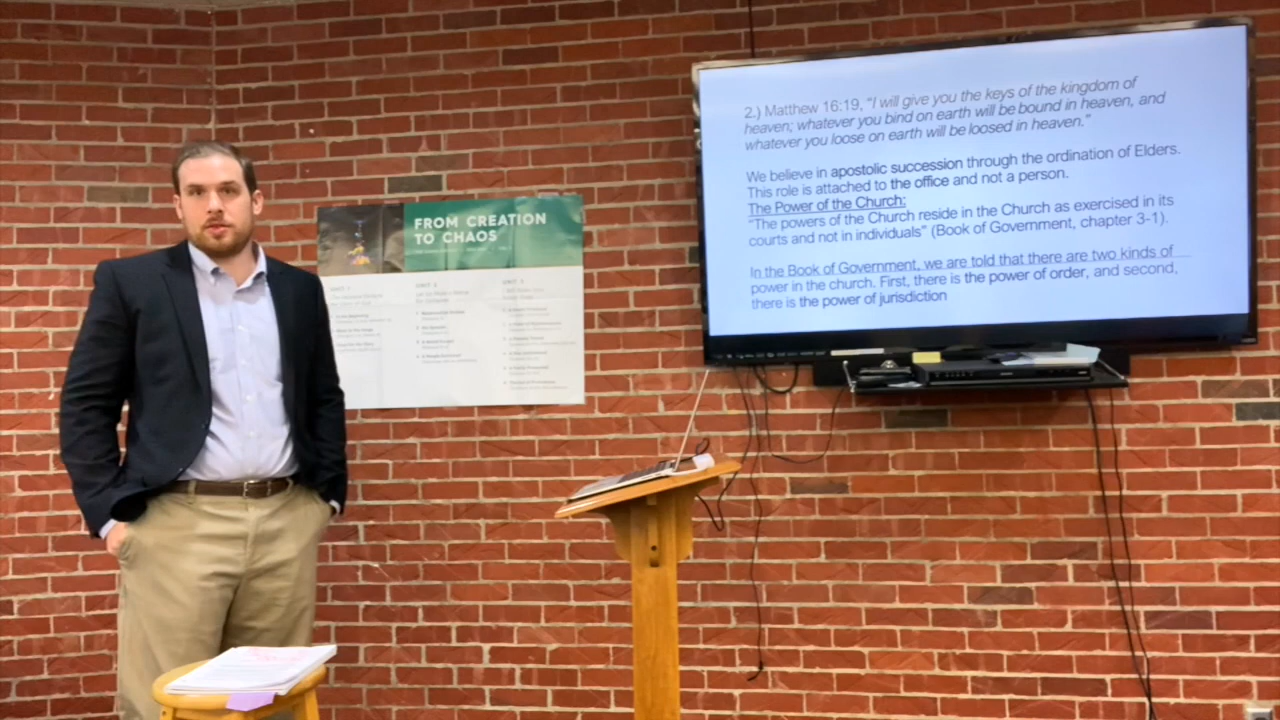 FROM CREATION
TO CHAOS
UNIT 1
UNIT 2
UNIT 3
2.) Matthew 16:19, “I will give you the keys of the kingdom of
heaven; whatever you bind on earth will be bound in heaven, and
whatever you loose on earth will be loosed in heaven.”
We believe in apostolic succession through the ordination of Elders.
This role is attached to the office and not a person.
The Power of the Church:
“The powers of the Church reside in the Church as exercised in its
courts and not in individuals” (Book of Government, chapter 3-1).
In the Book of Government, we are told that there are two kinds of
power in the church. First, there is the power of order, and second,
there is the power of jurisdiction